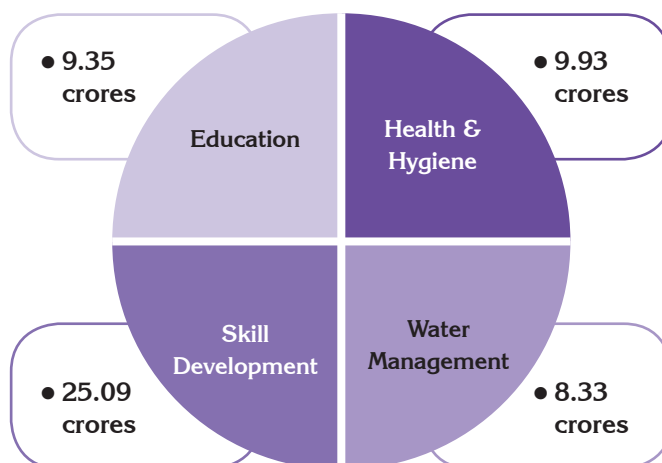 • 9.35
crores
Education
Health &
Hygiene
• 9.93
crores
• 25.09
crores
Skill
Development
Water
Management
• 8.33
crores